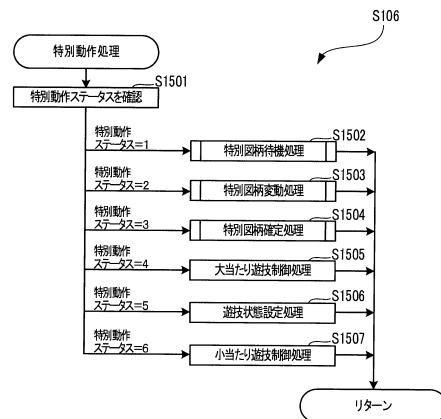 S106
特別動作処理
S1501
特別動作ステータスを確認
特別動作
ステータス=1
S1502
特別図柄待機処理
特別動作
ステータス=2
S1503
特別図柄変動処理
特別動作
ステータス=3
S1504
特別図柄確定処理
特別動作
ステータス=4
S1505
大当たり遊技制御処理
特別動作
ステータス=5
S1506
遊技状態設定処理
特別動作
ステータス=6
S1507
小当たり遊技制御処理
リターン